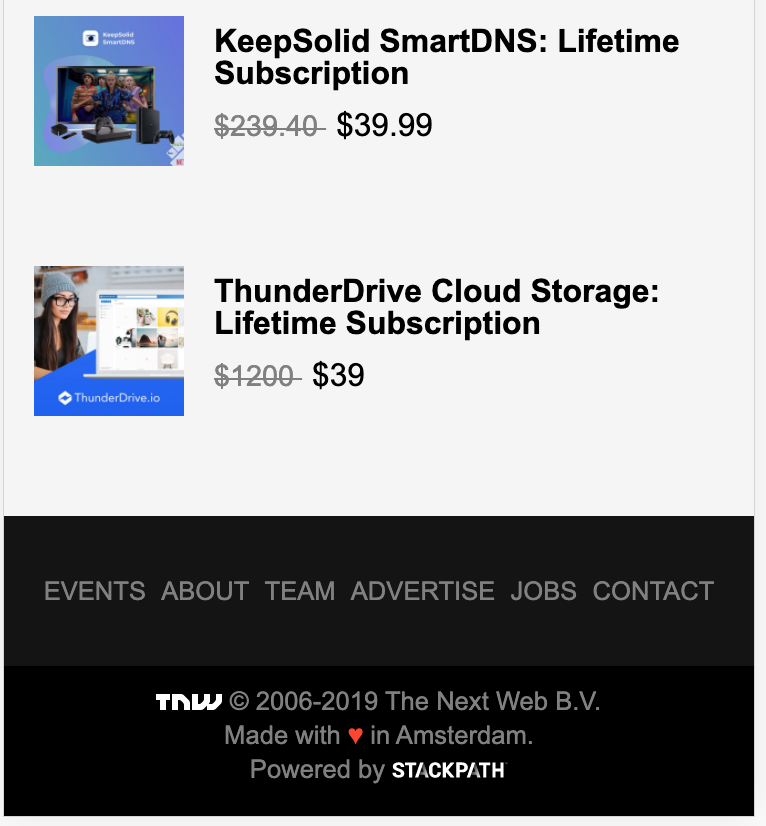 KeepSolid
SmartDNS
KeepSolid SmartDNS: Lifetime
Subscription
$239.40 $39.99
ThunderDrive.io
ThunderDrive Cloud Storage:
Lifetime Subscription
$1200 $39
EVENTS ABOUT TEAM ADVERTISE JOBS CONTACT
TNW © 2006-2019 The Next Web B.V.
Made with ♥ in Amsterdam.
Powered by STACKPATH